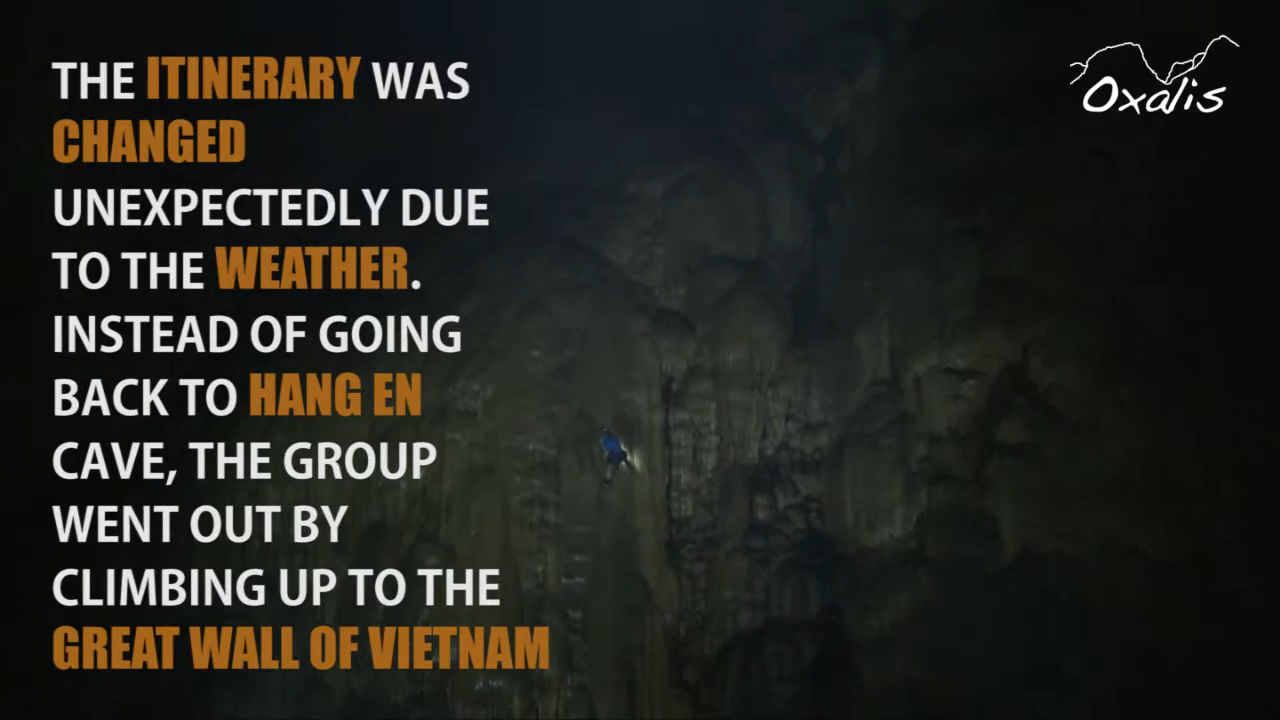 THE ITINERARY WAS
CHANGED
UNEXPECTEDLY DUE
TO THE WEATHER.
INSTEAD OF GOING
BACK TO HANG EN
CAVE, THE GROUP
WENT OUT BY
CLIMBING UP TO THE
GREAT WALL OF VIETNAM
Oxalis